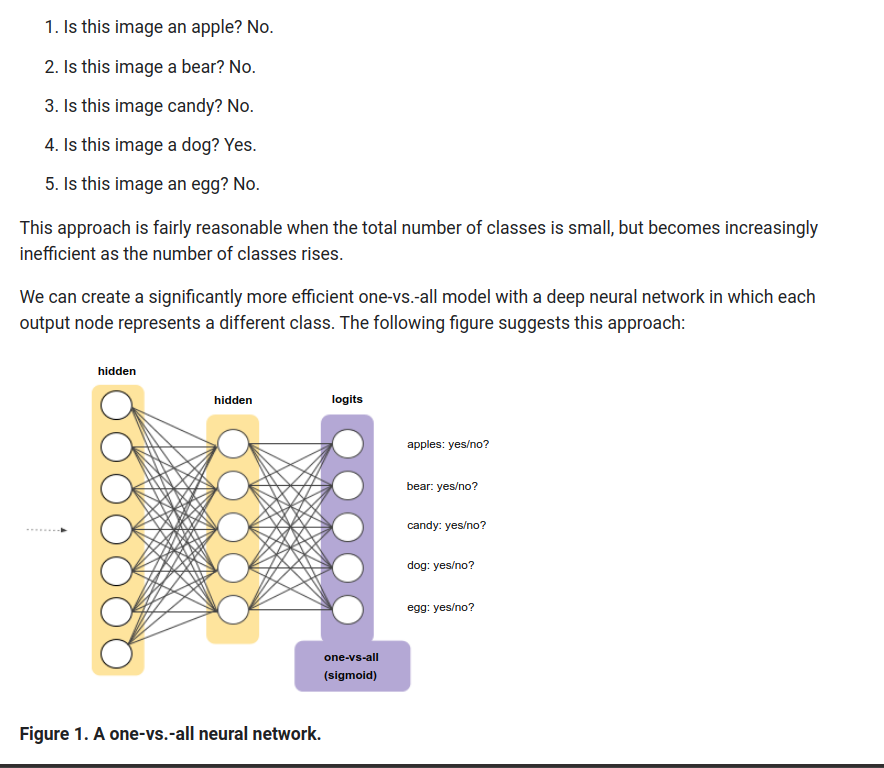 1. Is this image an apple? No.
2. Is this image a bear? No.
3. Is this image candy? No.
4. Is this image a dog? Yes.
5. Is this image an egg? No.
This approach is fairly reasonable when the total number of classes is small, but becomes increasingly
inefficient as the number of classes rises.
We can create a significantly more efficient one-vs.-all model with a deep neural network in which each
output node represents a different class. The following figure suggests this approach:
hidden
hidden
logits
apples: yes/no?
bear: yes/no?
candy: yes/no?
dog: yes/no?
egg: yes/no?
one-vs-all
(sigmoid)
Figure 1. A one-vs.-all neural network.